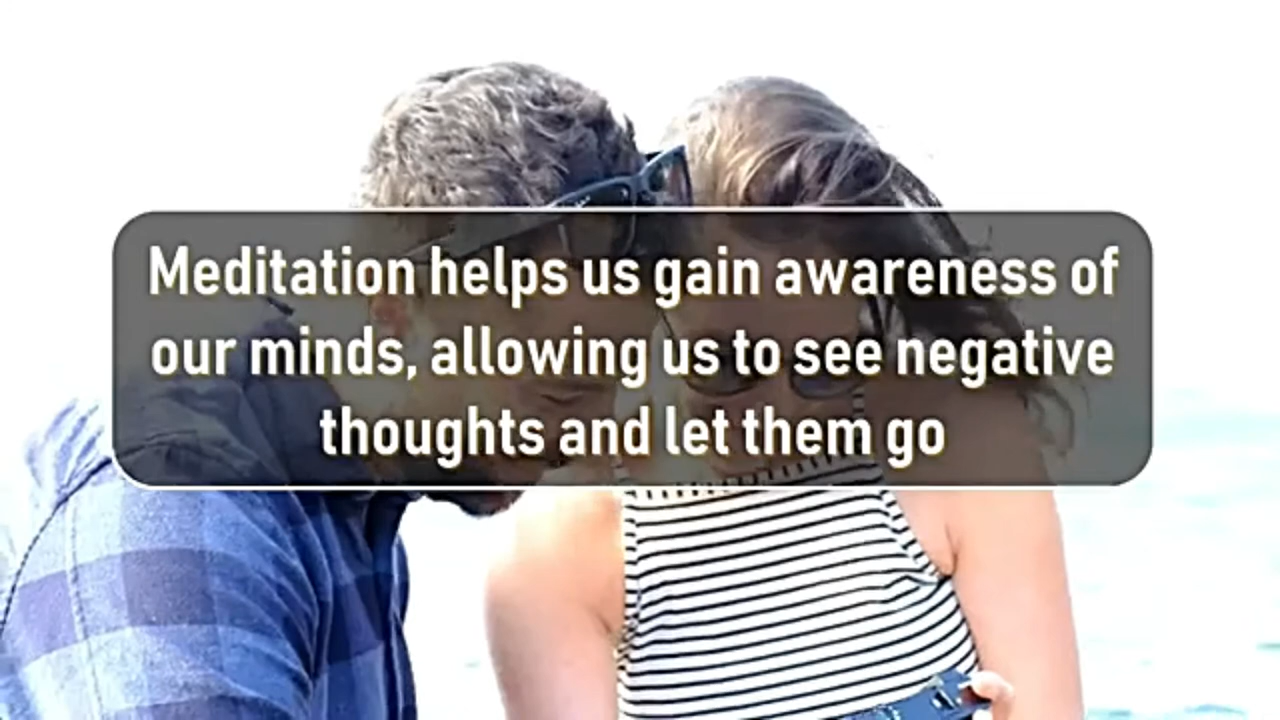 Meditation helps us gain awareness of
our minds, allowing us to see negative
thoughts and let them go